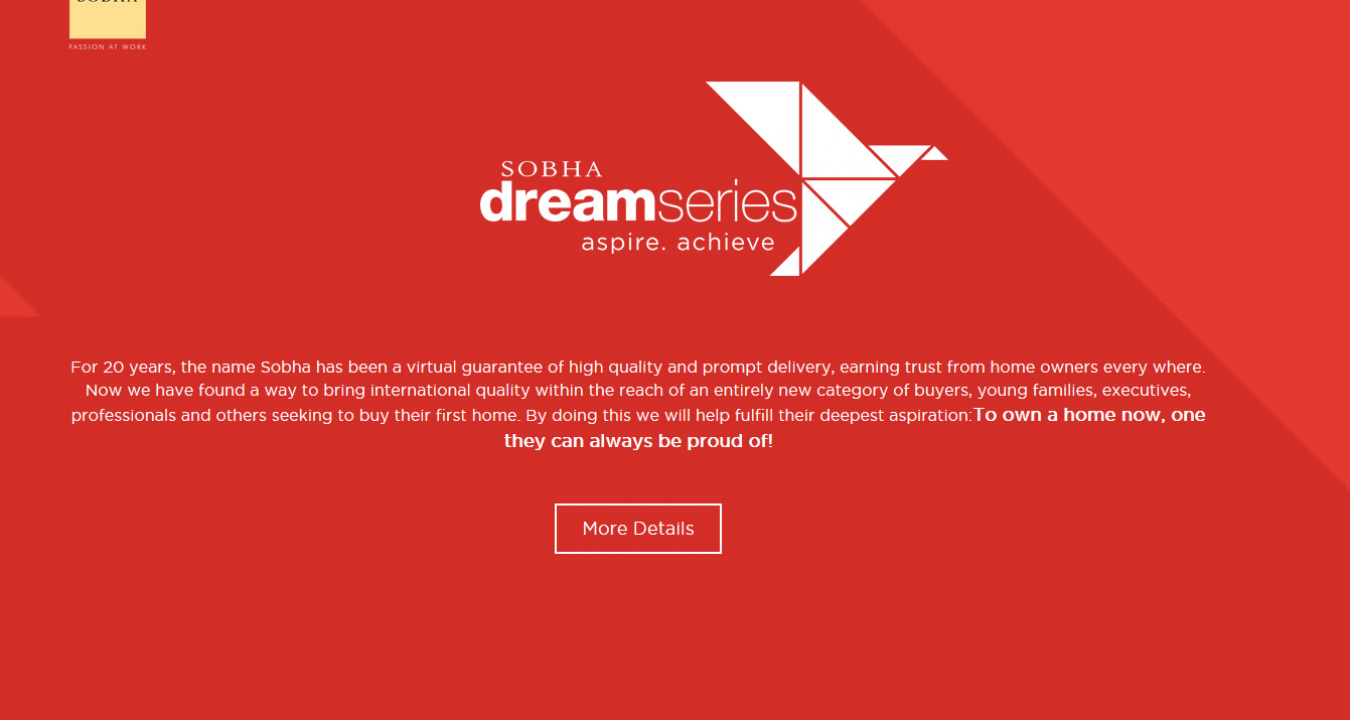 SOBHA
PASSION AT WORK
SOBHA
dreamseries
aspire. achieve
For 20 years, the name Sobha has been a virtual guarantee of high quality and prompt delivery, earning trust from home owners every where.
Now we have found a way to bring international quality within the reach of an entirely new category of buyers, young families, executives,
professionals and others seeking to buy their first home. By doing this we will help fulfill their deepest aspiration:To own a home now, one
they can always be proud of!
More Details